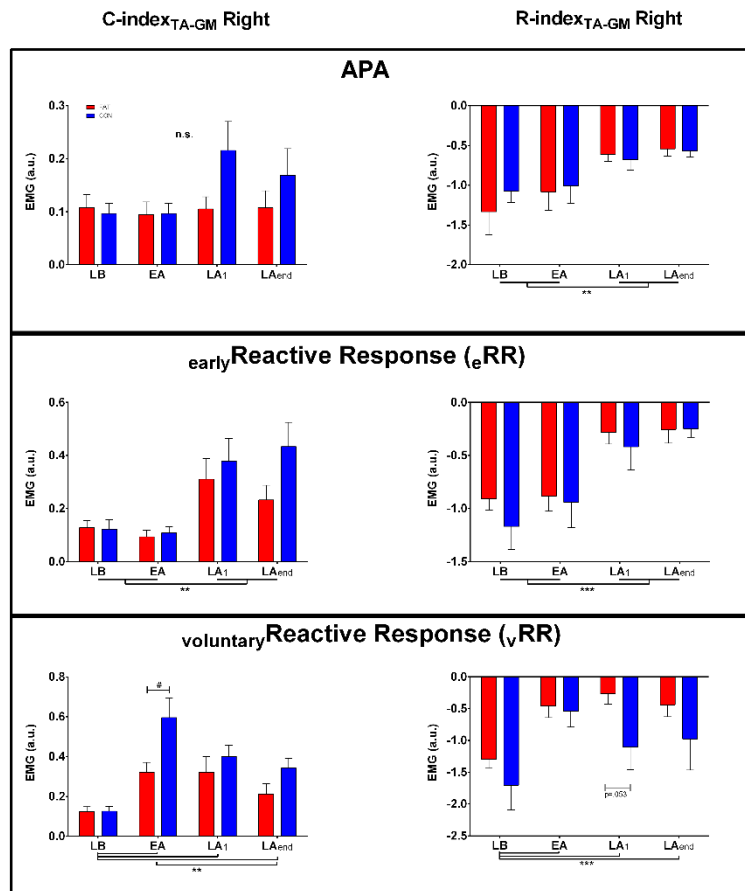 C-indexTA-GM Right R-indexTA-GM Right
APA
EMG (a.u.)
0.3
0.2
0.1
0.0
FAT
CON
n.s.
LB EA LA1 LAend
EMG (a.u.)
0.0
-0.5
-1.0
-1.5
-2.0
LB EA LA1 LAend
**
earlyReactive Response (eRR)
EMG (a.u.)
0.6
0.4
0.2
0.0
LB EA LA1 LAend
**
EMG (a.u.)
0.0
-0.5
-1.0
-1.5
LB EA LA1 LAend
***
voluntaryReactive Response (vRR)
EMG (a.u.)
0.8
0.6
0.4
0.2
0.0
#
LB EA LA1 LAend
**
EMG (a.u.)
0.0
-0.5
-1.0
-1.5
-2.0
-2.5
p=.053
LB EA LA1 LAend
***